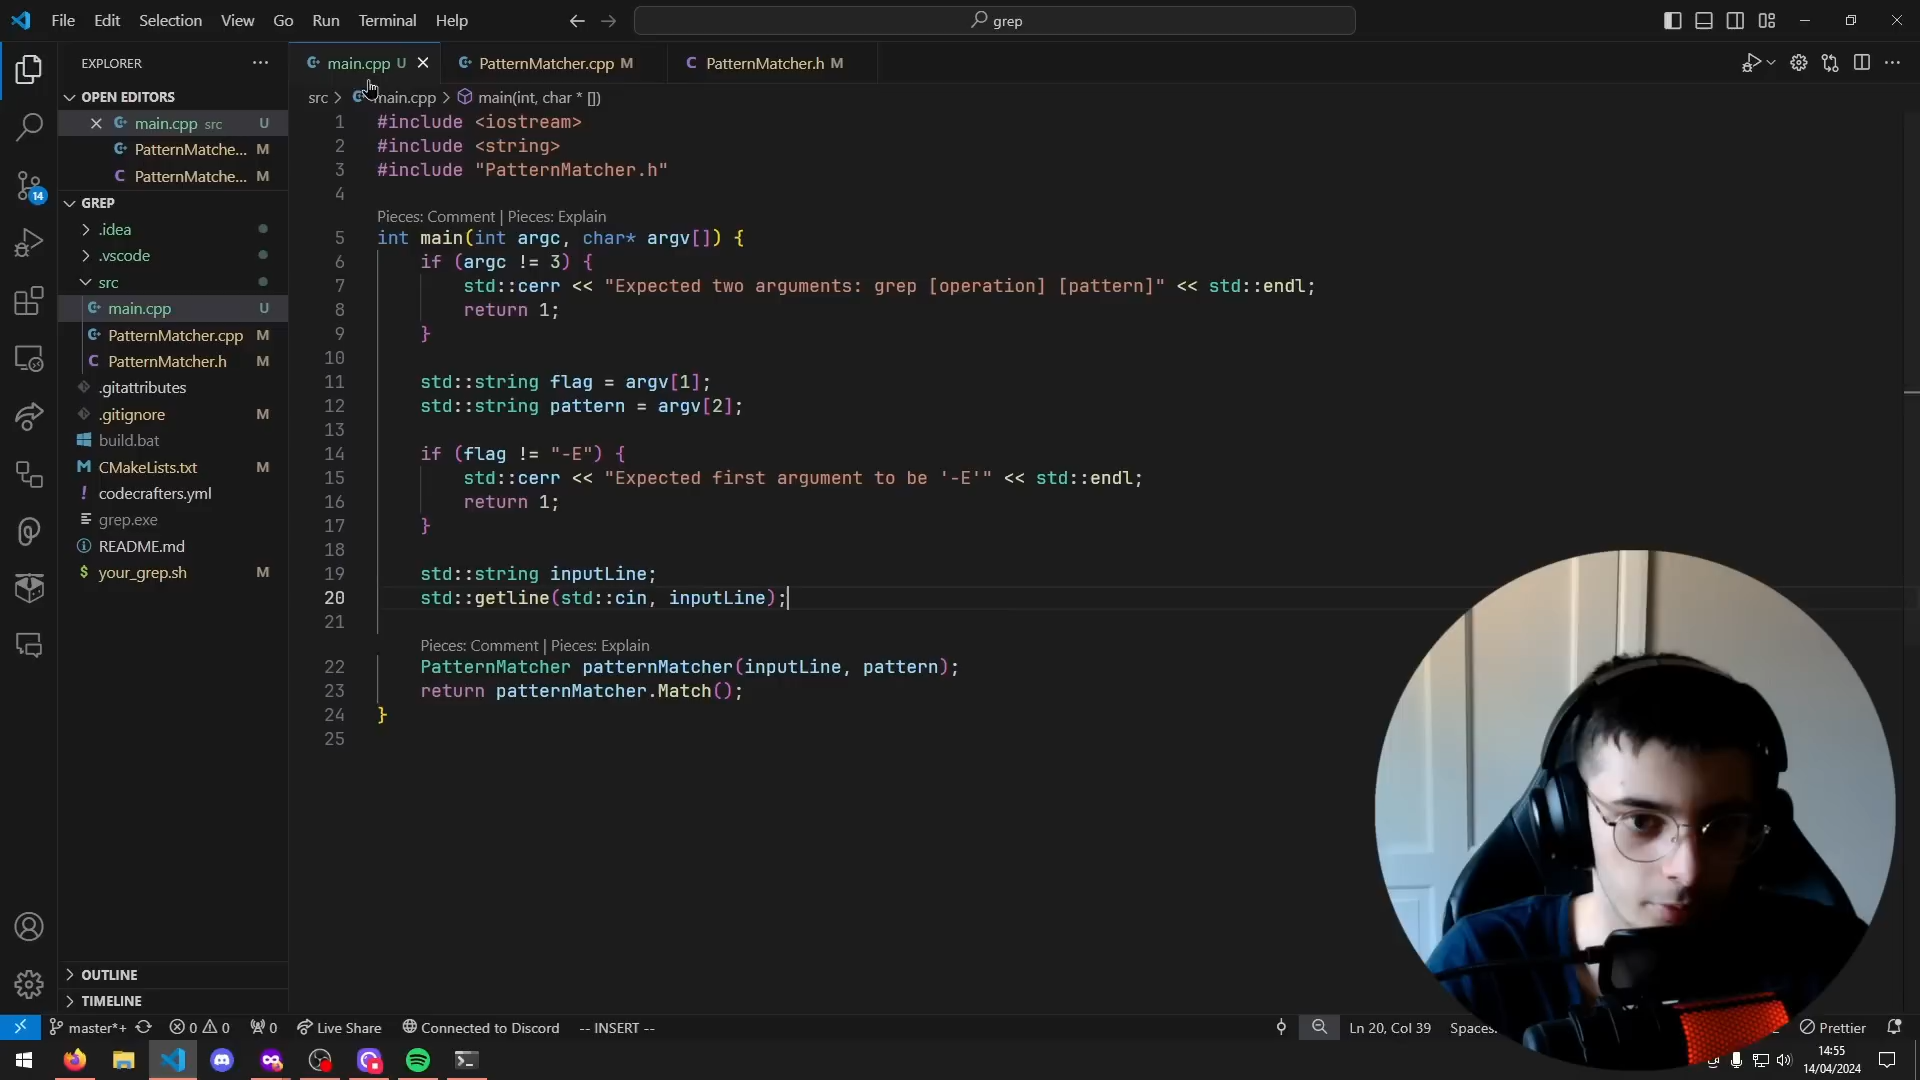 File Edit Selection View Go Run Terminal Help
grep
EXPLORER
main.cpp U
PatternMatcher.cpp M
PatternMatcher.h M
OPEN EDITORS
main.cpp src U
PatternMatche... M
PatternMatche... M
GREP
.idea
.vscode
src
main.cpp U
PatternMatcher.cpp M
PatternMatcher.h M
.gitattributes
.gitignore M
build.bat
CMakeLists.txt M
codecrafters.yml
grep.exe
README.md
your_grep.sh M
OUTLINE
TIMELINE
14
src > main.cpp > main(int, char * [])
1 #include <iostream>
2 #include <string>
3 #include "PatternMatcher.h"
4
Pieces: Comment | Pieces: Explain
5 int main(int argc, char* argv[]) {
6 if (argc != 3) {
7 std::cerr << "Expected two arguments: grep [operation] [pattern]" << std::endl;
8 return 1;
9 }
10
11 std::string flag = argv[1];
12 std::string pattern = argv[2];
13
14 if (flag != "-E") {
15 std::cerr << "Expected first argument to be '-E'" << std::endl;
16 return 1;
17 }
18
19 std::string inputLine;
20 std::getline(std::cin, inputLine);
21
Pieces: Comment | Pieces: Explain
22 PatternMatcher patternMatcher(inputLine, pattern);
23 return patternMatcher.Match();
24 }
25
master*+ 0 0 0 Live Share Connected to Discord -- INSERT -- Ln 20, Col 39 Spaces: Prettier
14:55
14/04/2024